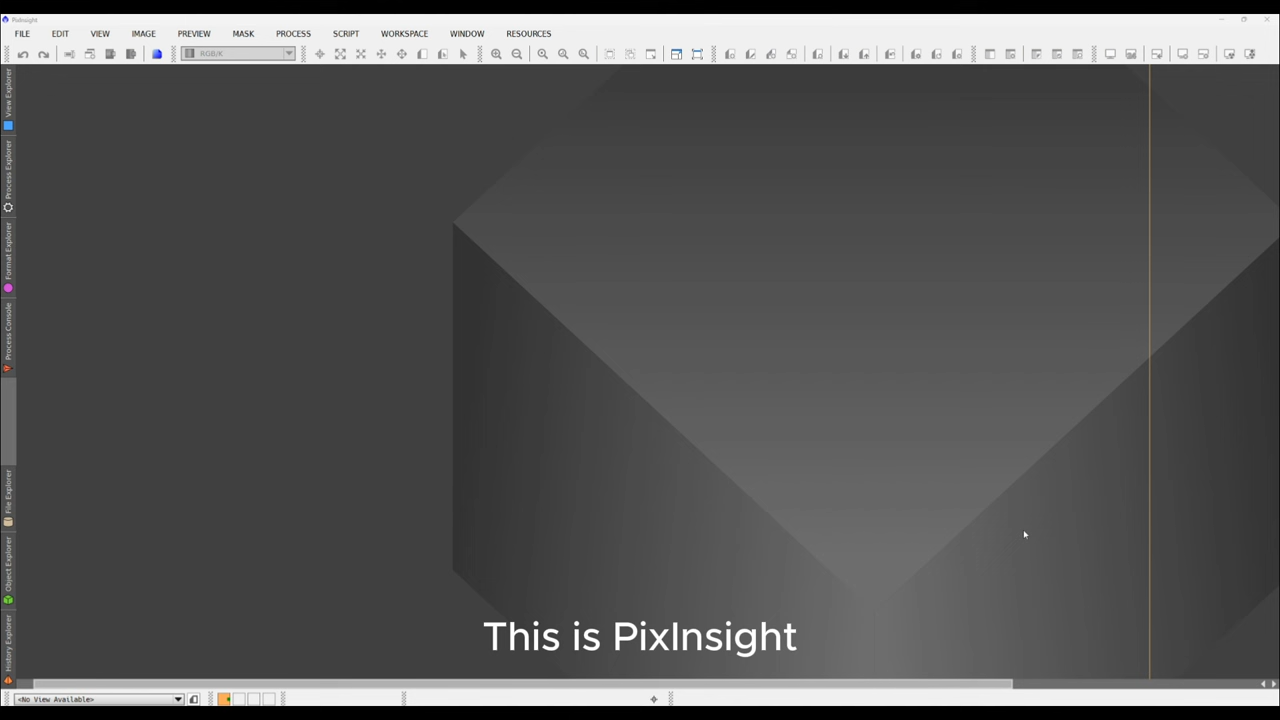 PixInsight
FILE EDIT VIEW IMAGE PREVIEW MASK PROCESS SCRIPT WORKSPACE WINDOW RESOURCES
RGB/K
View Explorer
Process Explorer
Format Explorer
Process Console
File Explorer
Object Explorer
History Explorer
This is PixInsight
<No View Available>